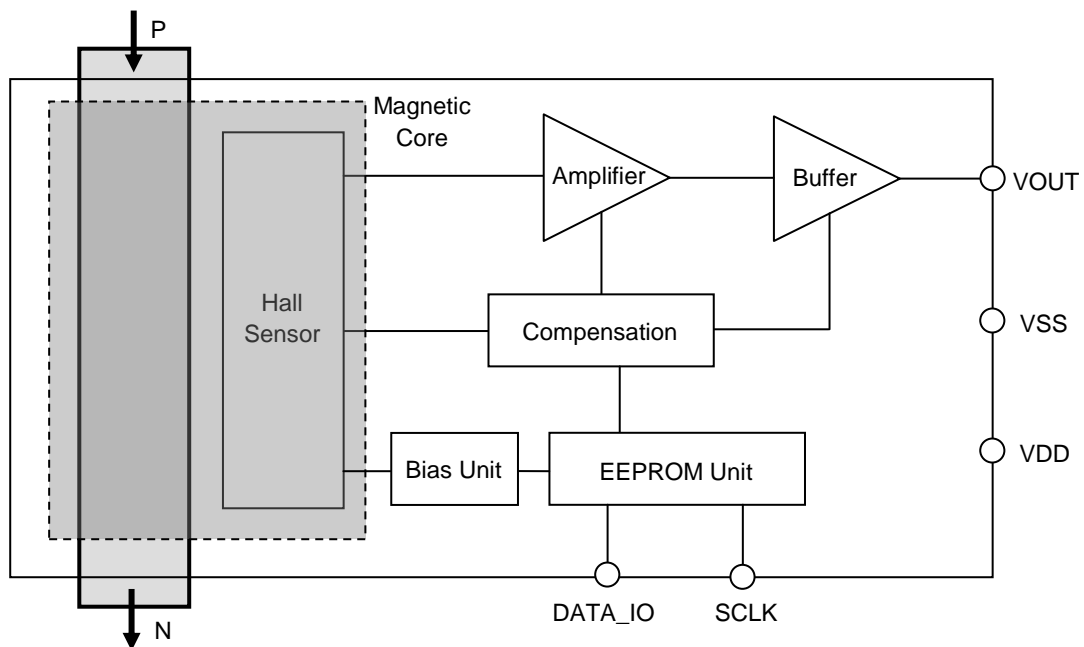 P
Magnetic
Core
Amplifier
Buffer
VOUT
Hall
Sensor
Compensation
VSS
VDD
Bias Unit
EEPROM Unit
DATA_IO
SCLK
N